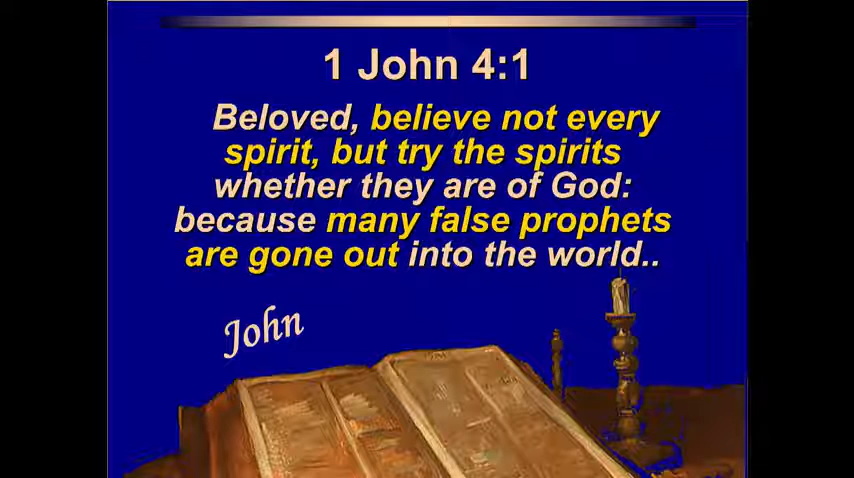 1 John 4:1
Beloved, believe not every
spirit, but try the spirits
whether they are of God:
because many false prophets
are gone out into the world..
John